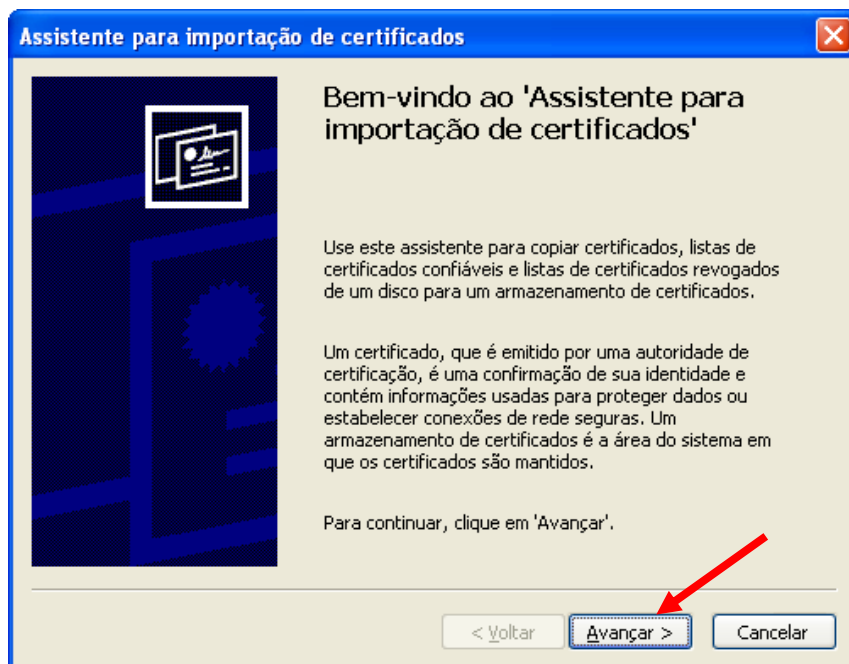 Assistente para importação de certificados
Bem-vindo ao 'Assistente para
importação de certificados'
Use este assistente para copiar certificados, listas de
certificados confiáveis e listas de certificados revogados
de um disco para um armazenamento de certificados.
Um certificado, que é emitido por uma autoridade de
certificação, é uma confirmação de sua identidade e
contém informações usadas para proteger dados ou
estabelecer conexões de rede seguras. Um
armazenamento de certificados é a área do sistema em
que os certificados são mantidos.
Para continuar, clique em 'Avançar'.
< Voltar Avançar > Cancelar